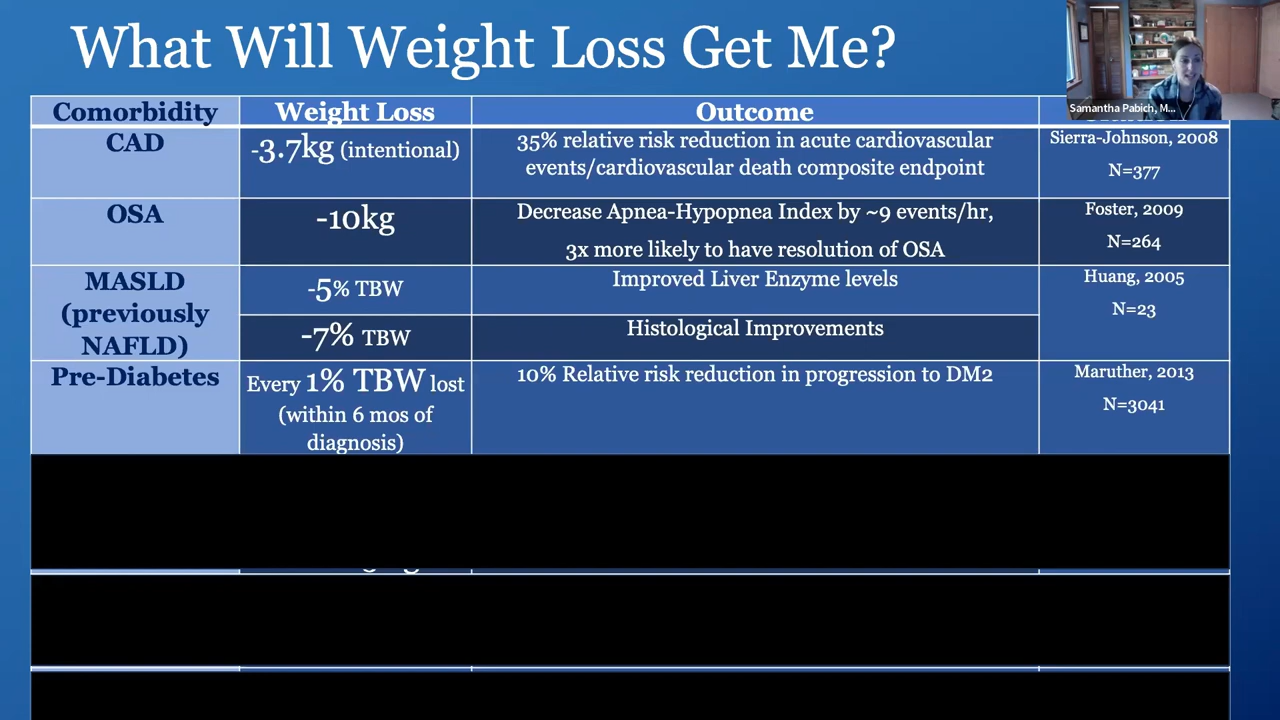 What Will Weight Loss Get Me?
Samantha Pabich, M...
Comorbidity Weight Loss Outcome
CAD
-3.7kg (intentional)
35% relative risk reduction in acute cardiovascular
events/cardiovascular death composite endpoint
Sierra-Johnson, 2008
N=377
OSA
-10kg
Decrease Apnea-Hypopnea Index by ~9 events/hr,
3x more likely to have resolution of OSA
Foster, 2009
N=264
MASLD
(previously
NAFLD)
-5% TBW
Improved Liver Enzyme levels
Huang, 2005
N=23
-7% TBW
Histological Improvements
Pre-Diabetes
Every 1% TBW lost
(within 6 mos of
diagnosis)
10% Relative risk reduction in progression to DM2
Maruther, 2013
N=3041